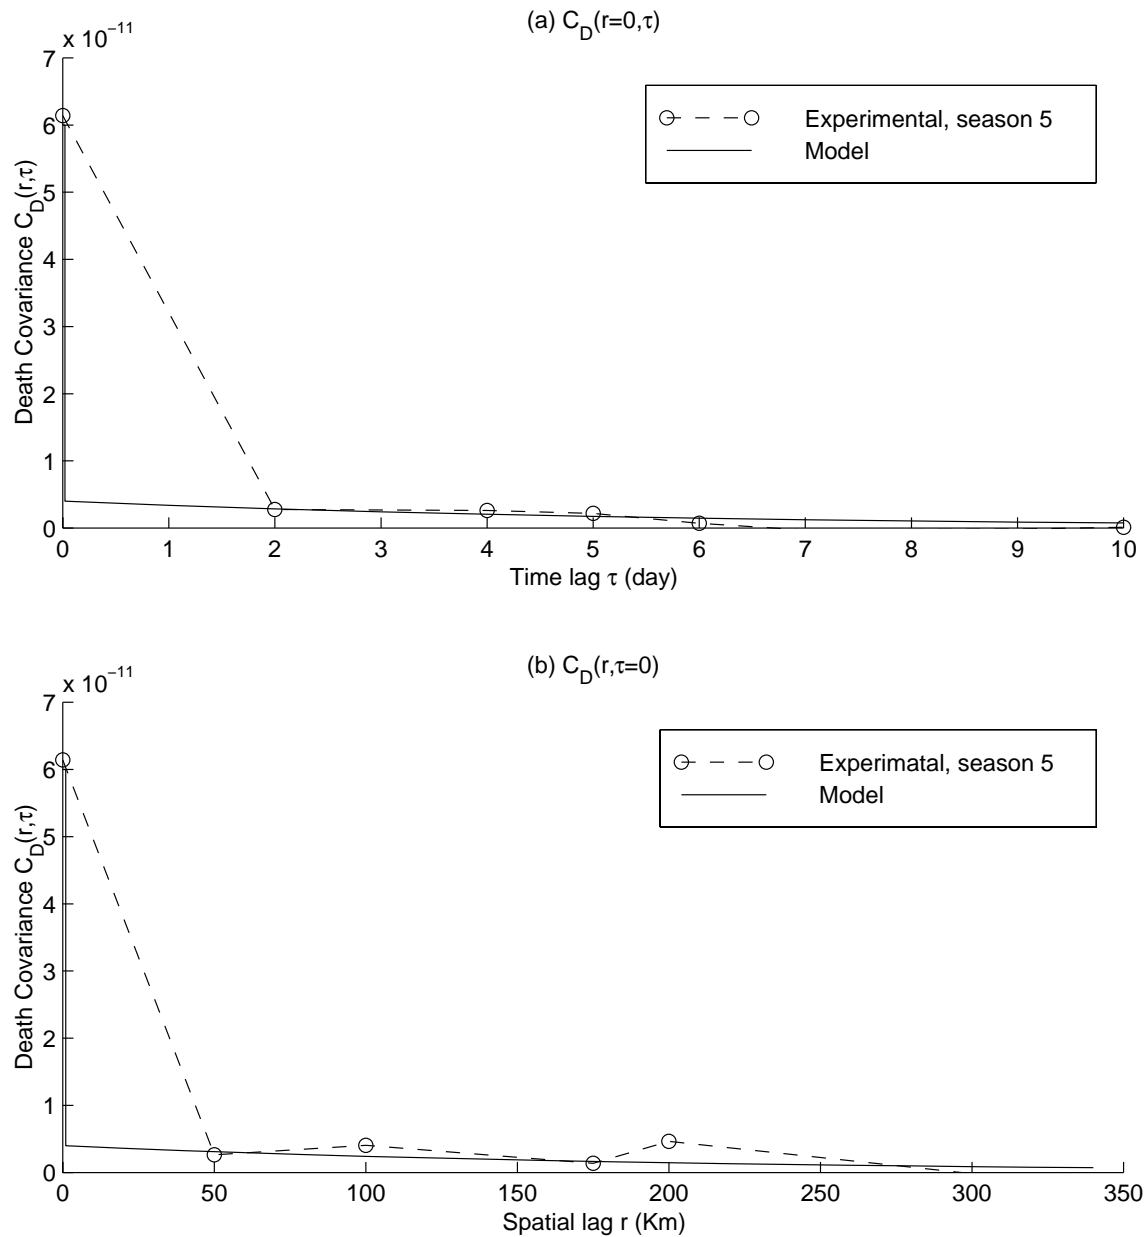 (a) C_D(r=0,τ)
x 10^−11
7
6
5
4
3
2
1
0
Death Covariance C_D(r,τ)
Experimental, season 5
Model
0 1 2 3 4 5 6 7 8 9 10
Time lag τ (day)
(b) C_D(r,τ=0)
x 10^−11
7
6
5
4
3
2
1
0
Death Covariance C_D(r,τ)
Experimatal, season 5
Model
0 50 100 150 200 250 300 350
Spatial lag r (Km)